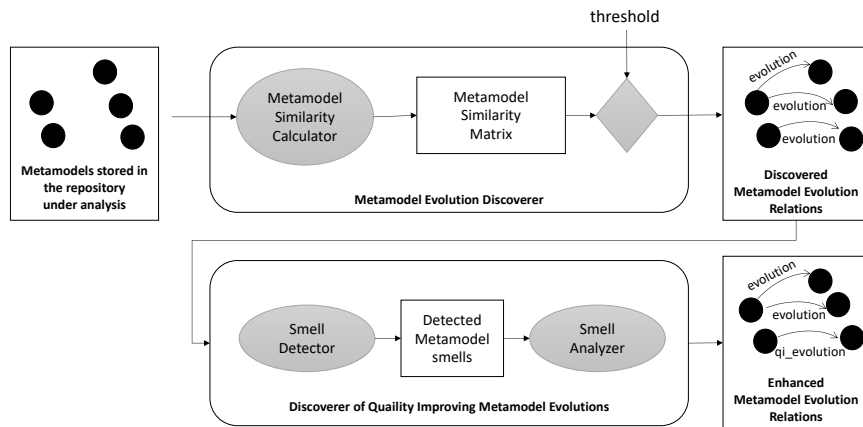 threshold
Metamodels stored in
the repository
under analysis
Metamodel
Similarity
Calculator
Metamodel
Similarity
Matrix
Metamodel Evolution Discoverer
evolution
evolution
evolution
Discovered
Metamodel Evolution
Relations
Smell
Detector
Detected
Metamodel
smells
Smell
Analyzer
Discoverer of Quaility Improving Metamodel Evolutions
evolution
evolution
qi_evolution
Enhanced
Metamodel Evolution
Relations